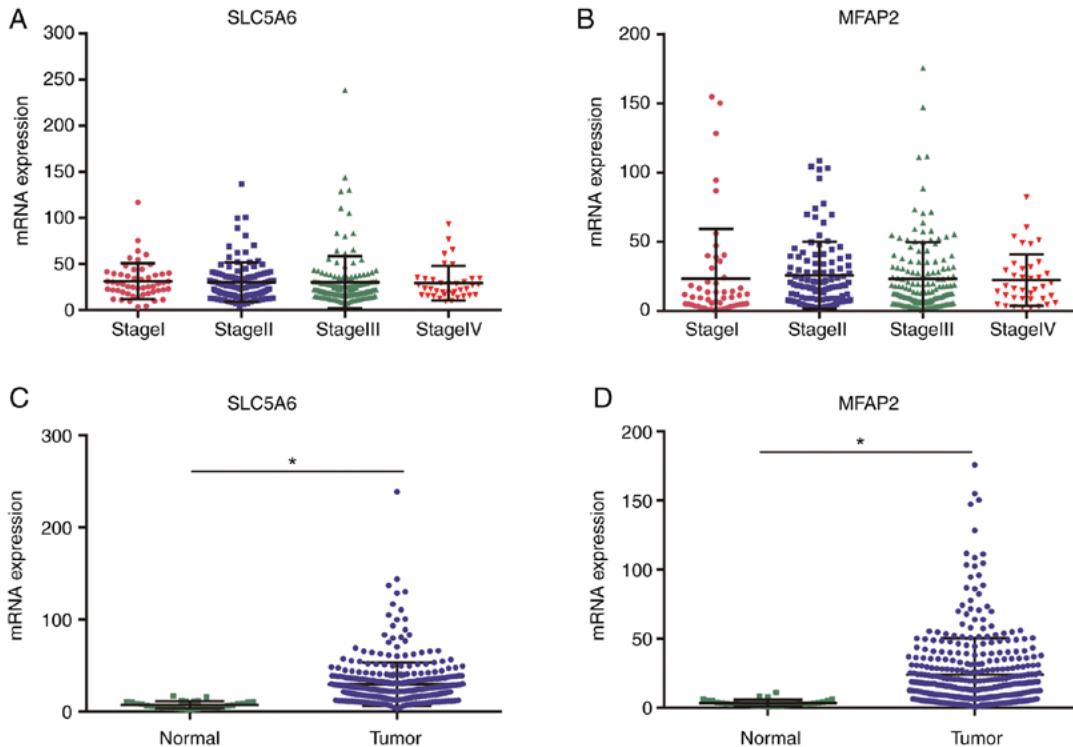 A
SLC5A6
mRNA expression
300
250
200
150
100
50
0
StageI
StageII
StageIII
StageIV
B
MFAP2
mRNA expression
200
150
100
50
0
StageI
StageII
StageIII
StageIV
C
SLC5A6
mRNA expression
300
200
100
0
*
Normal
Tumor
D
MFAP2
mRNA expression
200
150
100
50
0
*
Normal
Tumor